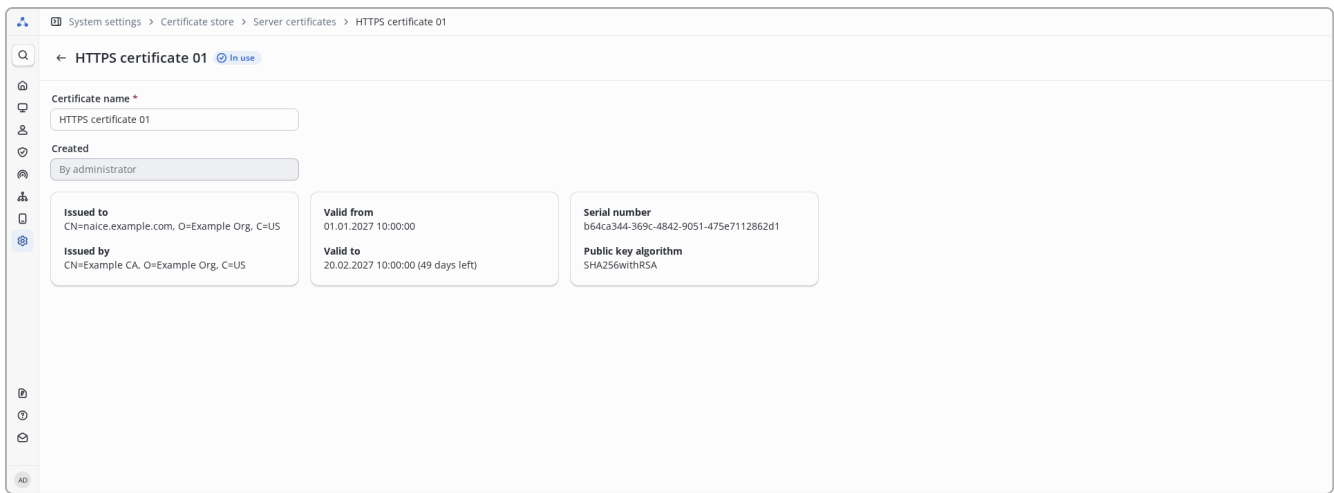 System settings > Certificate store > Server certificates > HTTPS certificate 01
← HTTPS certificate 01 In use
Certificate name *
HTTPS certificate 01
Created
By administrator
Issued to
CN=naice.example.com, O=Example Org, C=US
Issued by
CN=Example CA, O=Example Org, C=US
Valid from
01.01.2027 10:00:00
Valid to
20.02.2027 10:00:00 (49 days left)
Serial number
b64ca344-369c-4842-9051-475e7112862d1
Public key algorithm
SHA256withRSA
AD